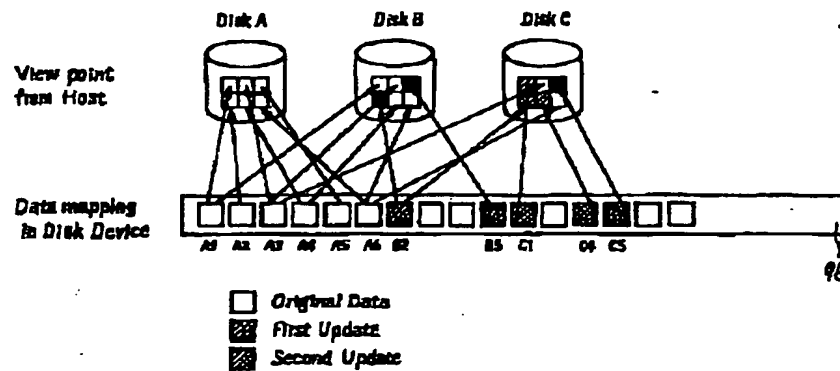 Disk A Disk B Disk C
View point
from Host
Data mapping
in Disk Device
A1 A2 A3 A4 A5 A6 B2 B3 C1 C4 C5
Original Data
First Update
Second Update